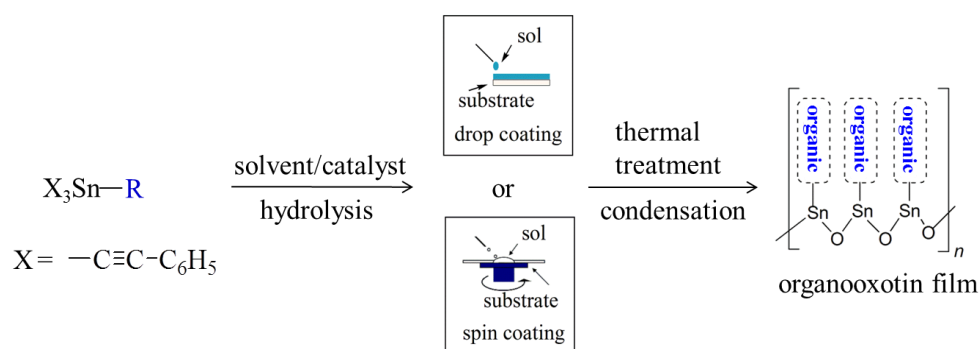 X₃Sn—R
X = —C≡C–C₆H₅
solvent/catalyst
hydrolysis
sol
substrate
drop coating
or
sol
substrate
spin coating
thermal
treatment
condensation
organic organic organic
Sn Sn Sn
O O O
n
organooxotin film